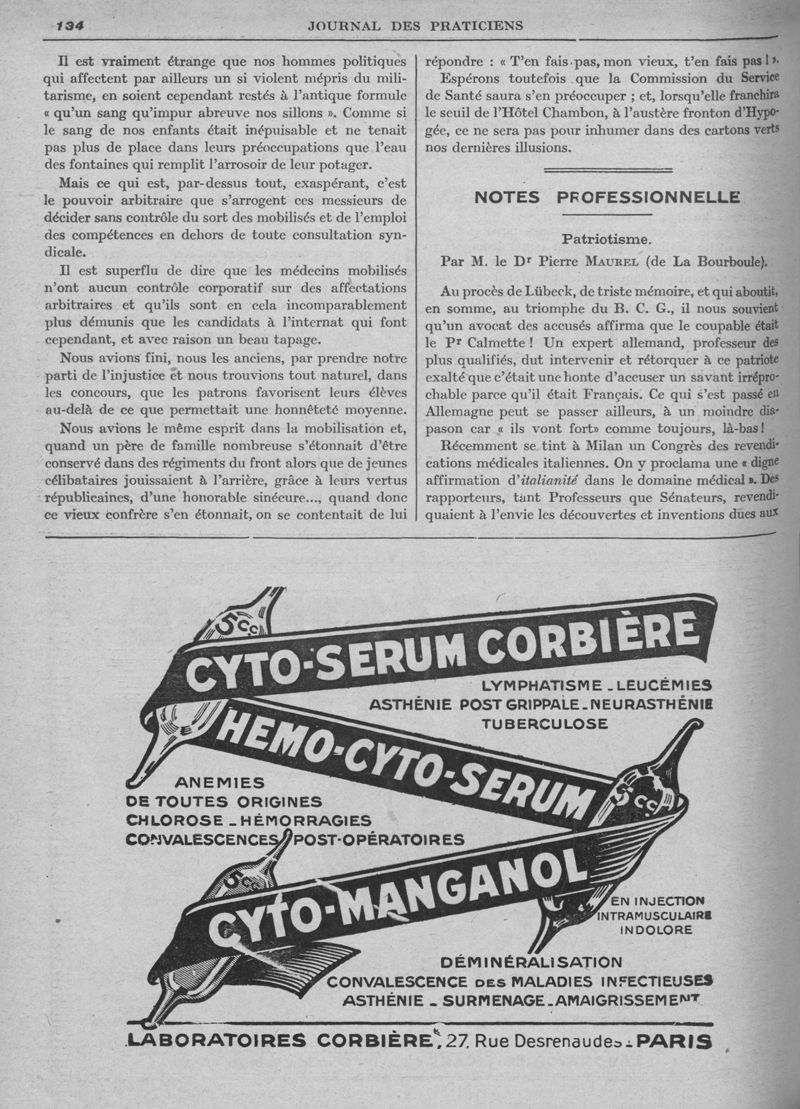 134
JOURNAL DES PRATICIENS
Il est vraiment étrange que nos hommes politiques
qui affectent par ailleurs un si violent mépris du mili-
tarisme, en soient cependant restés à l'antique formule
« qu'un sang qu'impur abreuve nos sillons ». Comme si
le sang de nos enfants était inépuisable et ne tenait
pas plus de place dans leurs préoccupations que l'eau
des fontaines qui remplit l'arrosoir de leur potager.
Mais ce qui est, par-dessus tout, exaspérant, c'est
le pouvoir arbitraire que s'arrogent ces messieurs de
décider sans contrôle du sort des mobilisés et de l'emploi
des compétences en dehors de toute consultation syn-
dicale.
Il est superflu de dire que les médecins mobilisés
n'ont aucun contrôle corporatif sur des affectations
arbitraires et qu'ils sont en cela incomparablement
plus démunis que les candidats à l'internat qui font
cependant, et avec raison un beau tapage.
Nous avions fini, nous les anciens, par prendre notre
parti de l'injustice et nous trouvions tout naturel, dans
les concours, que les patrons favorisent leurs élèves
au-delà de ce que permettait une honnêteté moyenne.
Nous avions le même esprit dans la mobilisation et,
quand un père de famille nombreuse s'étonnait d'être
conservé dans des régiments du front alors que de jeunes
célibataires jouissaient à l'arrière, grâce à leurs vertus
républicaines, d'une honorable sinécure..., quand donc
ce vieux confrère s'en étonnait, on se contentait de lui
répondre : « T'en fais pas, mon vieux, t'en fais pas ! ».
Espérons toutefois que la Commission du Service
de Santé saura s'en préoccuper ; et, lorsqu'elle franchira
le seuil de l'Hôtel Chambon, à l'austère fronton d'Hypo-
gée, ce ne sera pas pour inhumer dans des cartons verts
nos dernières illusions.
NOTES PROFESSIONNELLE
Patriotisme.
Par M. le Dr Pierre MAUREL (de La Bourboule).
Au procès de Lübeck, de triste mémoire, et qui aboutit,
en somme, au triomphe du B. C. G., il nous souvient
qu'un avocat des accusés affirma que le coupable était
le Pr Calmette ! Un expert allemand, professeur des
plus qualifiés, dut intervenir et rétorquer à ce patriote
exalté que c'était une honte d'accuser un savant irrépro-
chable parce qu'il était Français. Ce qui s'est passé en
Allemagne peut se passer ailleurs, à un moindre dia-
pason car « ils vont fort» comme toujours, là-bas !
Récemment se tint à Milan un Congrès des revendi-
cations médicales italiennes. On y proclama une « digne
affirmation d'italianité dans le domaine médical ». Des
rapporteurs, tant Professeurs que Sénateurs, revendi-
quaient à l'envie les découvertes et inventions dues aux
5cc
CYTO-SERUM CORBIÈRE
LYMPHATISME - LEUCÉMIES
ASTHÉNIE POST GRIPPALE - NEURASTHÉNIE
TUBERCULOSE
HEMO-CYTO-SERUM
5cc
ANEMIES
DE TOUTES ORIGINES
CHLOROSE - HÉMORRAGIES
CONVALESCENCES POST-OPÉRATOIRES
5cc
CYTO-MANGANOL
EN INJECTION
INTRAMUSCULAIRE
INDOLORE
DÉMINÉRALISATION
CONVALESCENCE DES MALADIES INFECTIEUSES
ASTHÉNIE - SURMENAGE - AMAIGRISSEMENT
LABORATOIRES CORBIÈRE, 27, Rue Desrenaudes - PARIS